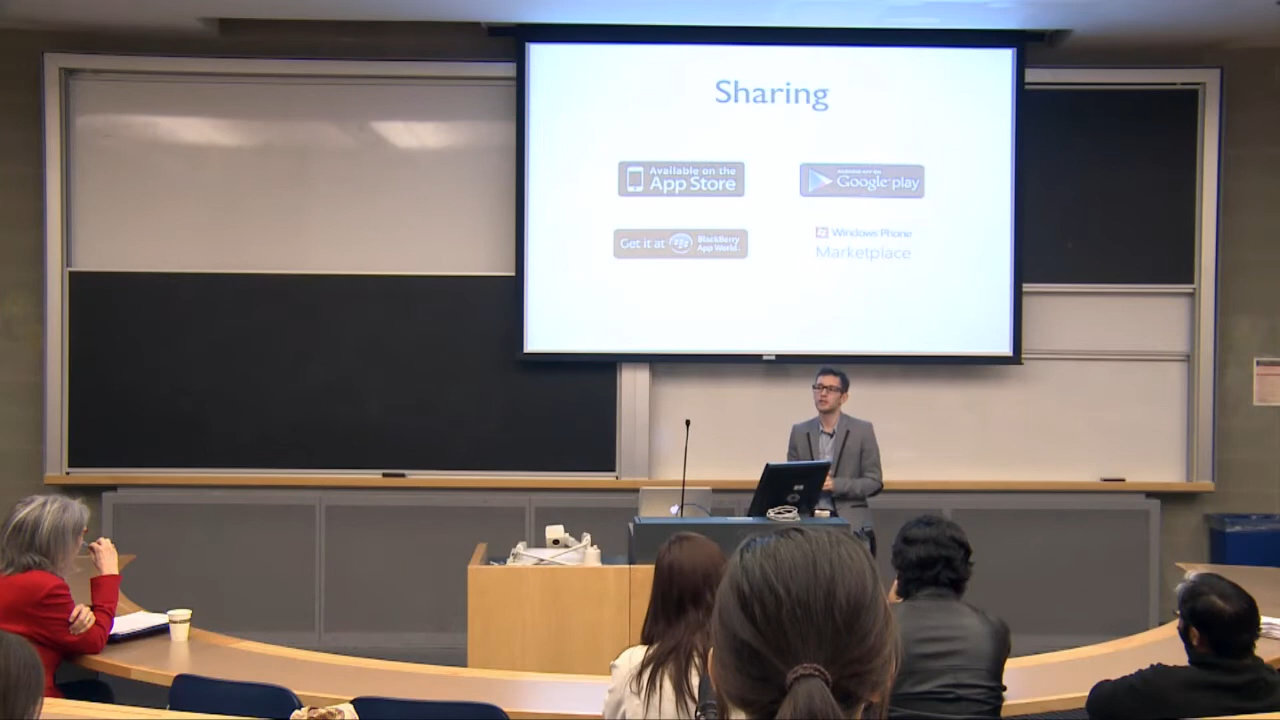 Sharing
Available on the
App Store
Google play
Get it at BlackBerry
App World
Windows Phone
Marketplace